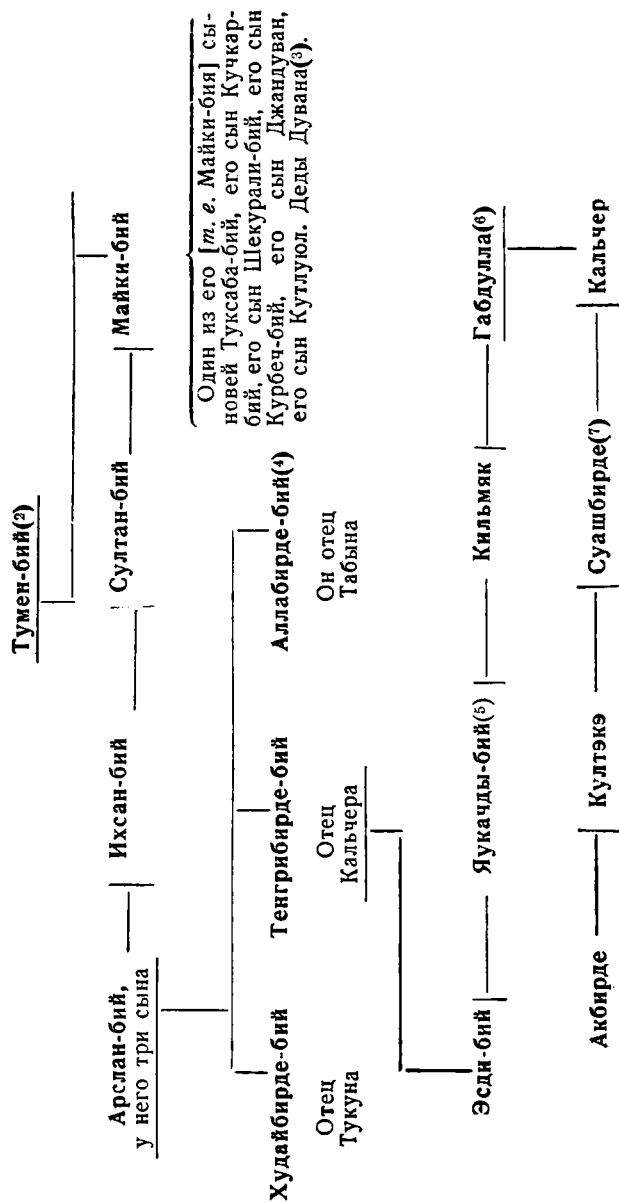 Тумен-бий(2)
Арслан-бий,
у него три сына
Ихсан-бий
Султан-бий
Майки-бий
Один из его [т. е. Майки-бия] сы-
новей Туксаба-бий, его сын Кучкар-
бий, его сын Шекурали-бий, его сын
Курбеч-бий, его сын Джандуван,
его сын Кутлуюл. Деды Дувана(3).
Худайбирде-бий
Тенгрибирде-бий
Аллабирде-бий(4)
Отец
Тукуна
Отец
Кальчера
Он отец
Табына
Эсди-бий
Яукачды-бий(5)
Кильмяк
Габдулла(6)
Акбирде
Култэкэ
Суашбирде(7)
Кальчер